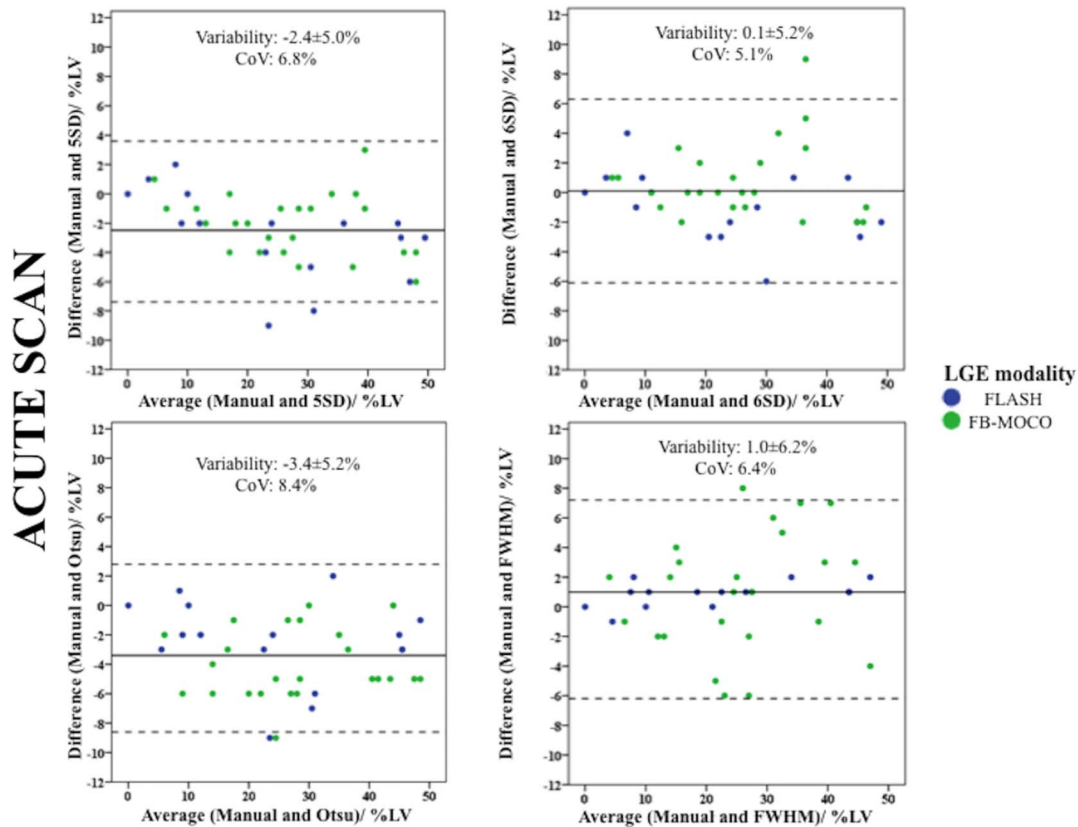 ACUTE SCAN
Variability: -2.4±5.0%
CoV: 6.8%
Difference (Manual and 5SD)/ %LV
12
10
8
6
4
2
0
-2
-4
-6
-8
-10
-12
0 10 20 30 40 50
Average (Manual and 5SD)/ %LV
Variability: 0.1±5.2%
CoV: 5.1%
Difference (Manual and 6SD)/ %LV
12
10
8
6
4
2
0
-2
-4
-6
-8
-10
-12
0 10 20 30 40 50
Average (Manual and 6SD)/ %LV
LGE modality
FLASH
FB-MOCO
Variability: -3.4±5.2%
CoV: 8.4%
Difference (Manual and Otsu)/ %LV
12
10
8
6
4
2
0
-2
-4
-6
-8
-10
-12
0 10 20 30 40 50
Average (Manual and Otsu)/ %LV
Variability: 1.0±6.2%
CoV: 6.4%
Difference (Manual and FWHM)/ %LV
12
10
8
6
4
2
0
-2
-4
-6
-8
-10
-12
0 10 20 30 40 50
Average (Manual and FWHM)/ %LV